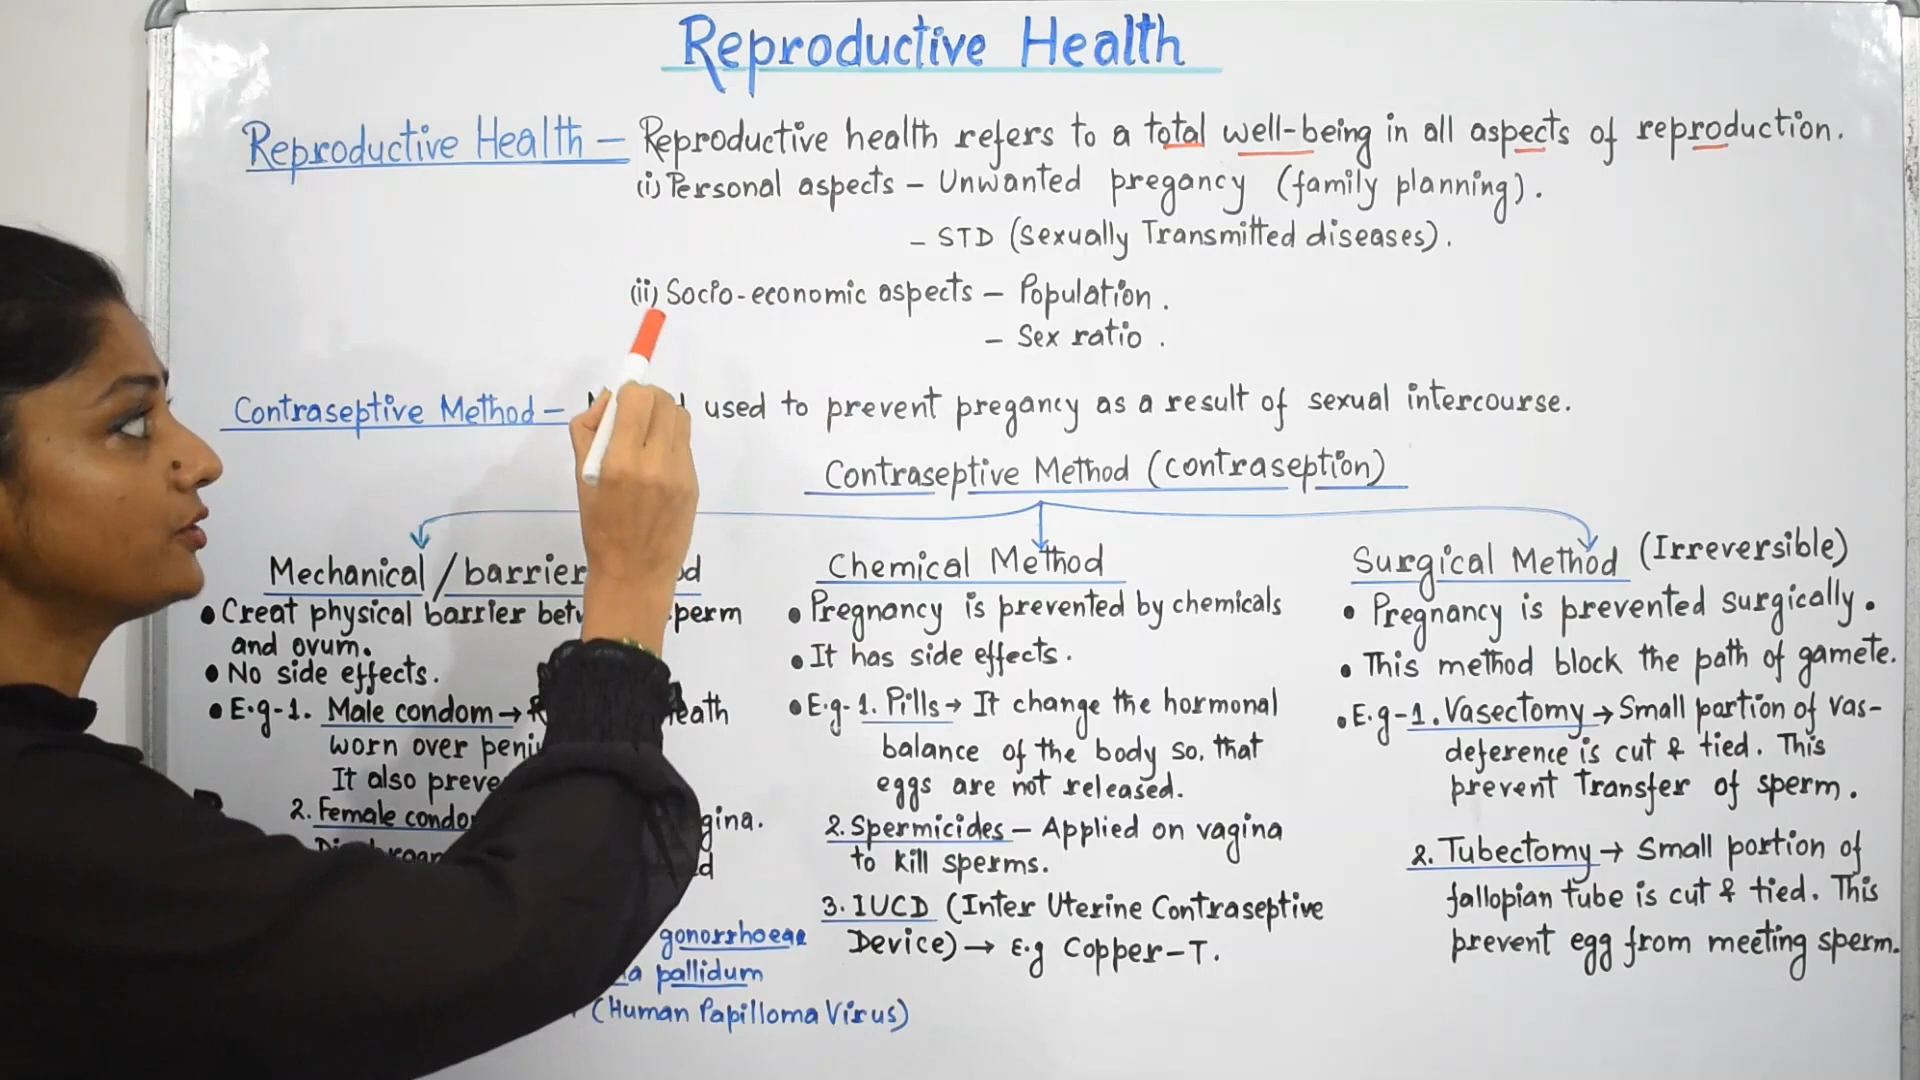 Reproductive Health
Reproductive Health – Reproductive health refers to a total well-being in all aspects of reproduction.
(i) Personal aspects – Unwanted pregancy (family planning).
– STD (Sexually Transmitted diseases).
(ii) Socio-economic aspects – Population.
– Sex ratio.
Contraseptive Method – used to prevent pregancy as a result of sexual intercourse.
Contraseptive Method (contraseption)
Mechanical/barrier
• Creat physical barrier perm
and ovum.
• No side effects.
• E.g-1. Male condom →
worn over
It also
2. Female gina.
gonorrhoeae
pallidum
(Human Papilloma Virus)
Chemical Method
• Pregnancy is prevented by chemicals
• It has side effects.
• E.g- 1. Pills → It change the hormonal
balance of the body so, that
eggs are not released.
2. Spermicides – Applied on vagina
to kill sperms.
3. IUCD (Inter Uterine Contraseptive
Device) → E.g Copper-T.
Surgical Method (Irreversible)
• Pregnancy is prevented surgically.
• This method block the path of gamete.
• E.g-1. Vasectomy → Small portion of vas-
deference is cut & tied. This
prevent transfer of sperm.
2. Tubectomy → Small portion of
fallopian tube is cut & tied. This
prevent egg from meeting sperm.